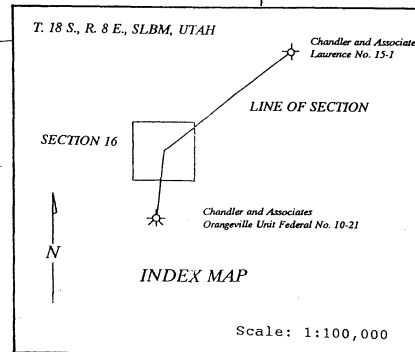 T. 18 S., R. 8 E., SLBM, UTAH
Chandler and Associate
Laurence No. 15-1
LINE OF SECTION
SECTION 16
Chandler and Associates
Orangeville Unit Federal No. 10-21
N
INDEX MAP
Scale: 1:100,000